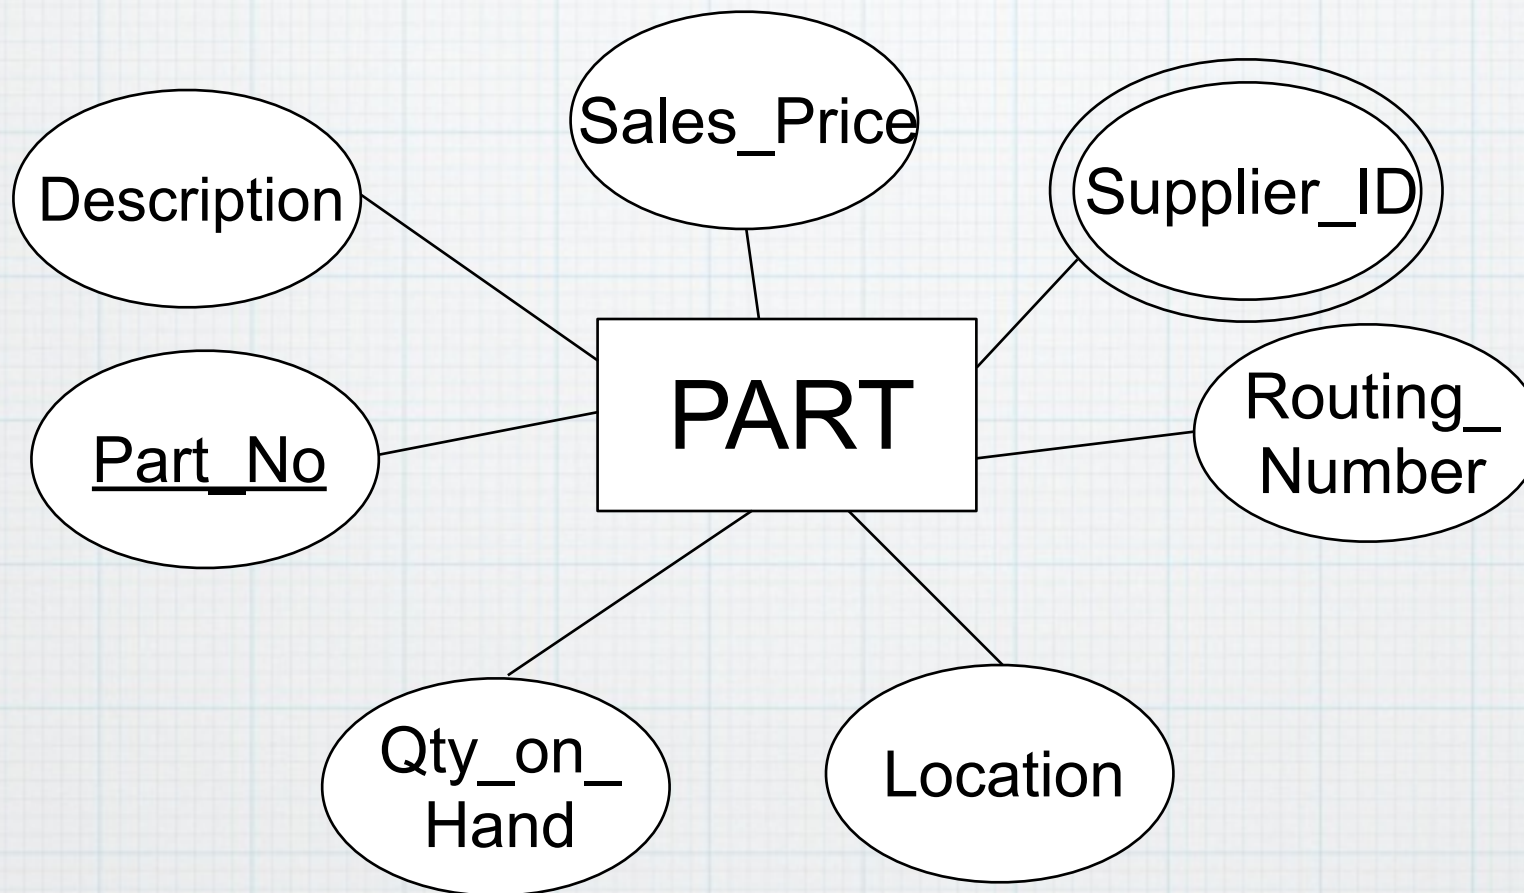 Sales_Price
Description
Supplier_ID
PART
Part_No
Routing_
Number
Qty_on_
Hand
Location